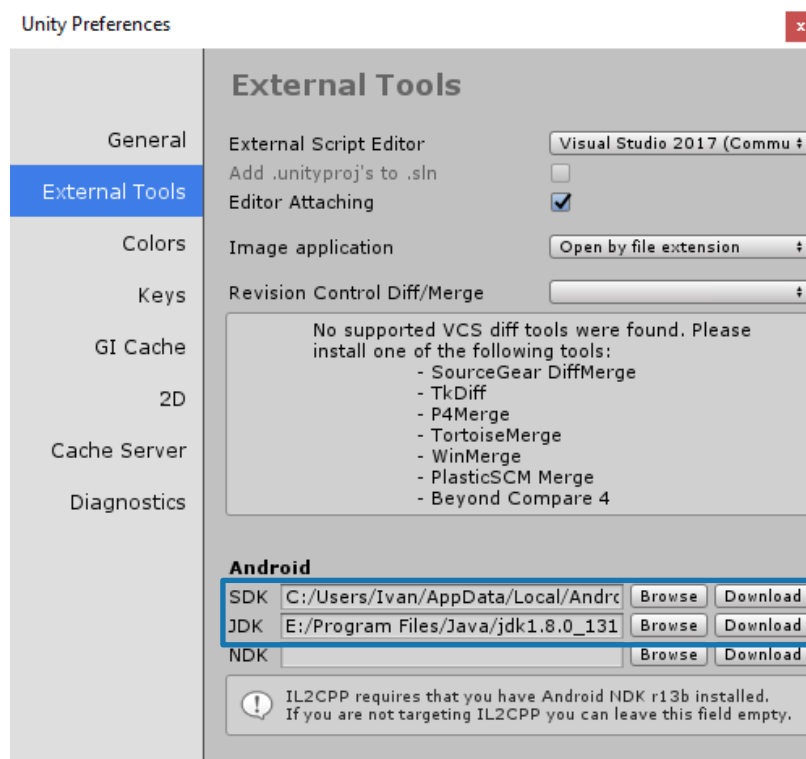 Unity Preferences
x
External Tools
General
External Tools
Colors
Keys
GI Cache
2D
Cache Server
Diagnostics
External Script Editor
Visual Studio 2017 (Commu
Add .unityproj's to .sln
Editor Attaching
Image application
Open by file extension
Revision Control Diff/Merge
No supported VCS diff tools were found. Please
install one of the following tools:
- SourceGear DiffMerge
- TkDiff
- P4Merge
- TortoiseMerge
- WinMerge
- PlasticSCM Merge
- Beyond Compare 4
Android
SDK C:/Users/Ivan/AppData/Local/Andrc Browse Download
JDK E:/Program Files/Java/jdk1.8.0_131 Browse Download
NDK Browse Download
IL2CPP requires that you have Android NDK r13b installed.
If you are not targeting IL2CPP you can leave this field empty.